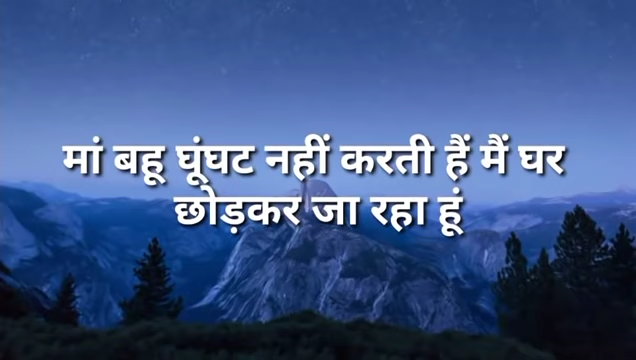 मां बहू घूंघट नहीं करती हैं मैं घर
छोड़कर जा रहा हूं